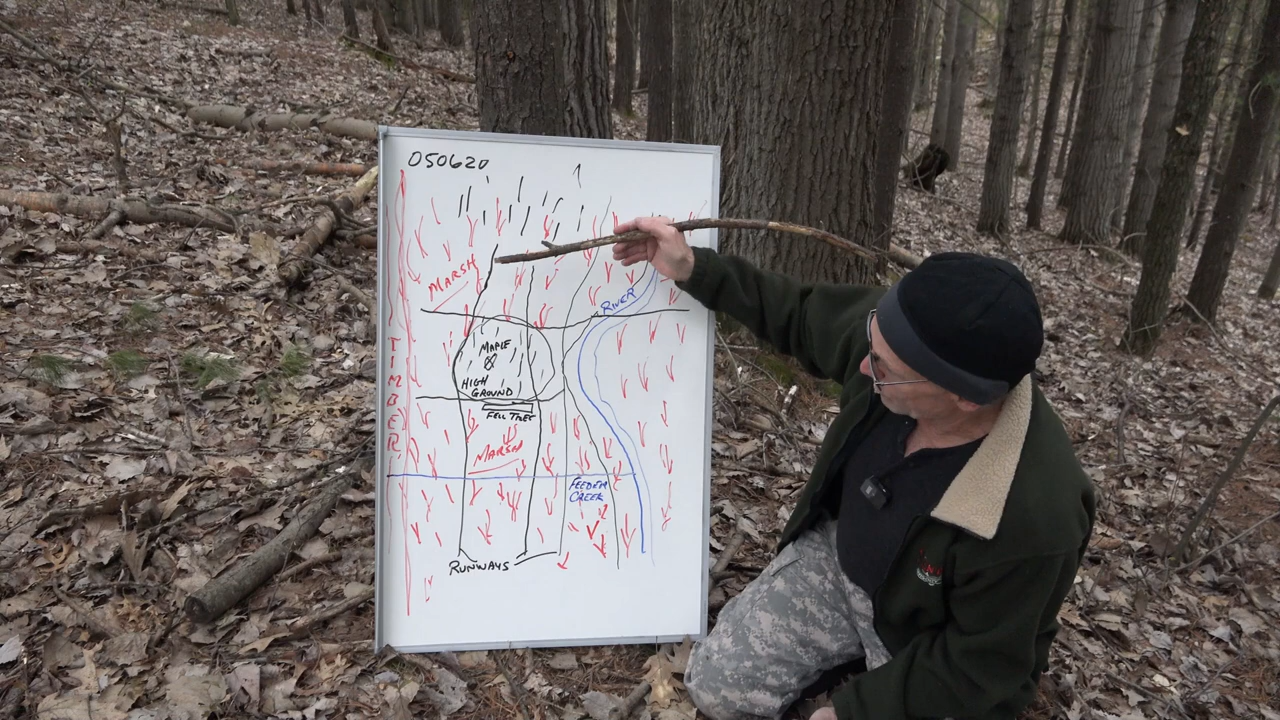 050620
MARSH
RIVER
MAPLE
HIGH
GROUND
FELL TREE
TIMBER
MARSH
FEEDER
CREEK
RUNWAYS